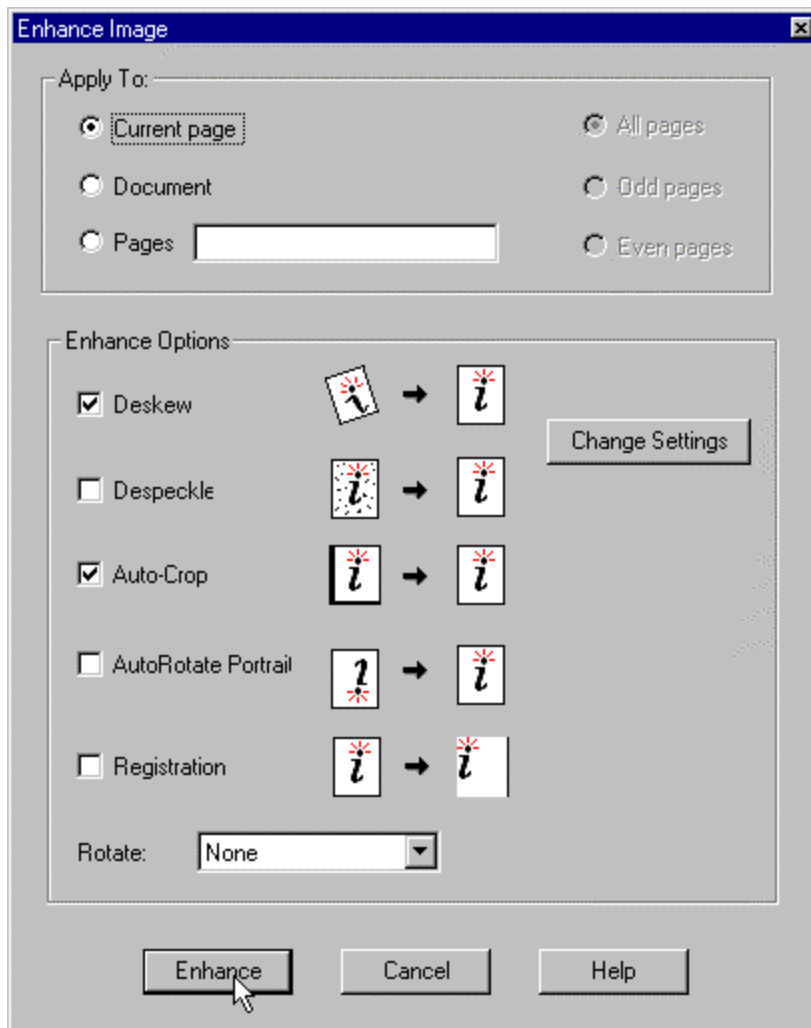 Enhance Image
Apply To:
Current page
All pages
Document
Odd pages
Pages
Even pages
Enhance Options
Deskew
Change Settings
Despeckle
Auto-Crop
AutoRotate Portrait
Registration
Rotate: None
Enhance Cancel Help